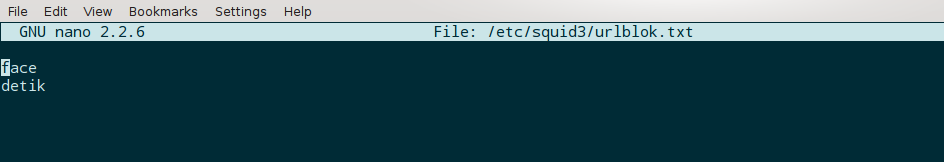 File Edit View Bookmarks Settings Help
GNU nano 2.2.6 File: /etc/squid3/urlblok.txt
face
detik